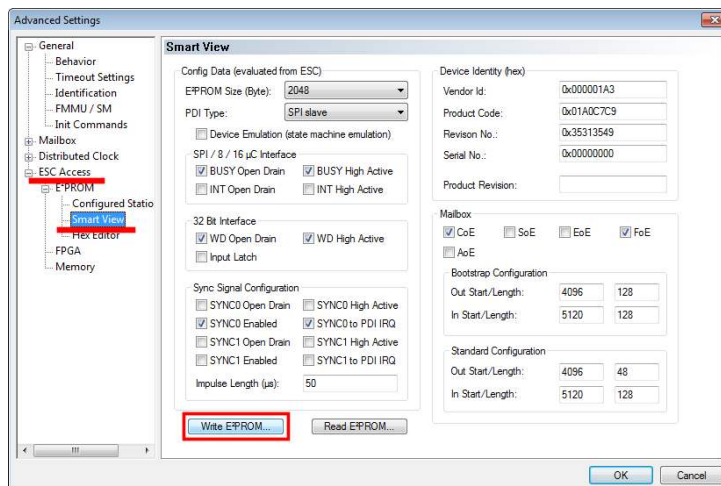 Advanced Settings
General
Behavior
Timeout Settings
Identification
FMMU / SM
Init Commands
Mailbox
Distributed Clock
ESC Access
E²PROM
Configured Statio
Smart View
Hex Editor
FPGA
Memory
Smart View
Config Data (evaluated from ESC)
E²PROM Size (Byte): 2048
PDI Type: SPI slave
Device Emulation (state machine emulation)
SPI / 8 / 16 µC Interface
BUSY Open Drain BUSY High Active
INT Open Drain INT High Active
32 Bit Interface
WD Open Drain WD High Active
Input Latch
Sync Signal Configuration
SYNC0 Open Drain SYNC0 High Active
SYNC0 Enabled SYNC0 to PDI IRQ
SYNC1 Open Drain SYNC1 High Active
SYNC1 Enabled SYNC1 to PDI IRQ
Impulse Length (µs): 50
Write E²PROM... Read E²PROM...
Device Identity (hex)
Vendor Id: 0x000001A3
Product Code: 0x01A0C7C9
Revison No.: 0x35313549
Serial No.: 0x00000000
Product Revision:
Mailbox
CoE SoE EoE FoE
AoE
Bootstrap Configuration
Out Start/Length: 4096 128
In Start/Length: 5120 128
Standard Configuration
Out Start/Length: 4096 48
In Start/Length: 5120 128
OK Cancel